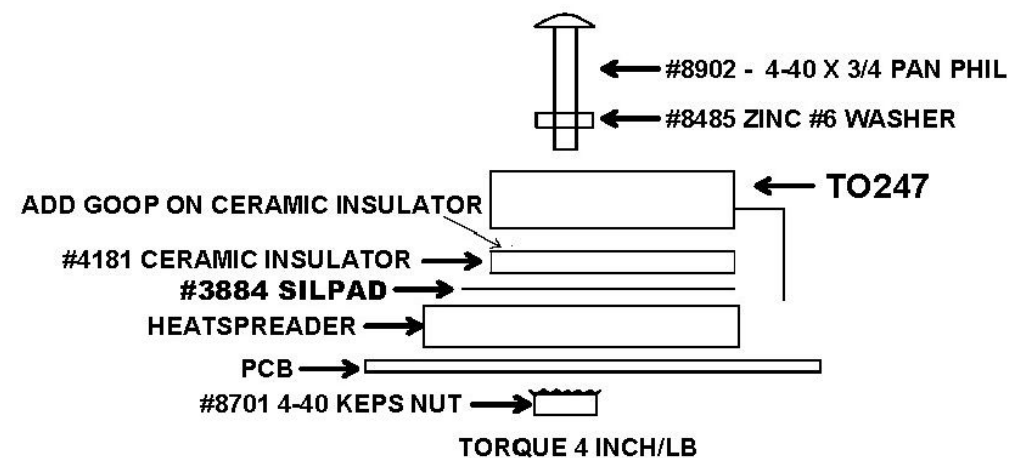 #8902 - 4-40 X 3/4 PAN PHIL
#8485 ZINC #6 WASHER
TO247
ADD GOOP ON CERAMIC INSULATOR
#4181 CERAMIC INSULATOR
#3884 SILPAD
HEATSPREADER
PCB
#8701 4-40 KEPS NUT
TORQUE 4 INCH/LB